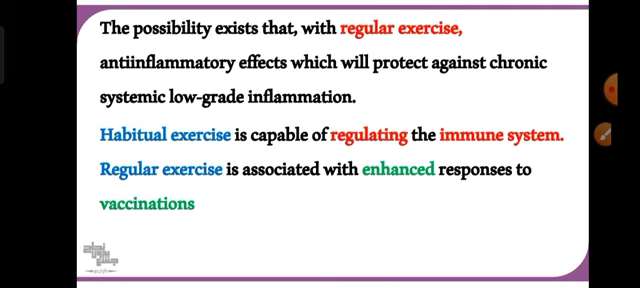 The possibility exists that, with regular exercise,
antiinflammatory effects which will protect against chronic
systemic low-grade inflammation.
Habitual exercise is capable of regulating the immune system.
Regular exercise is associated with enhanced responses to
vaccinations